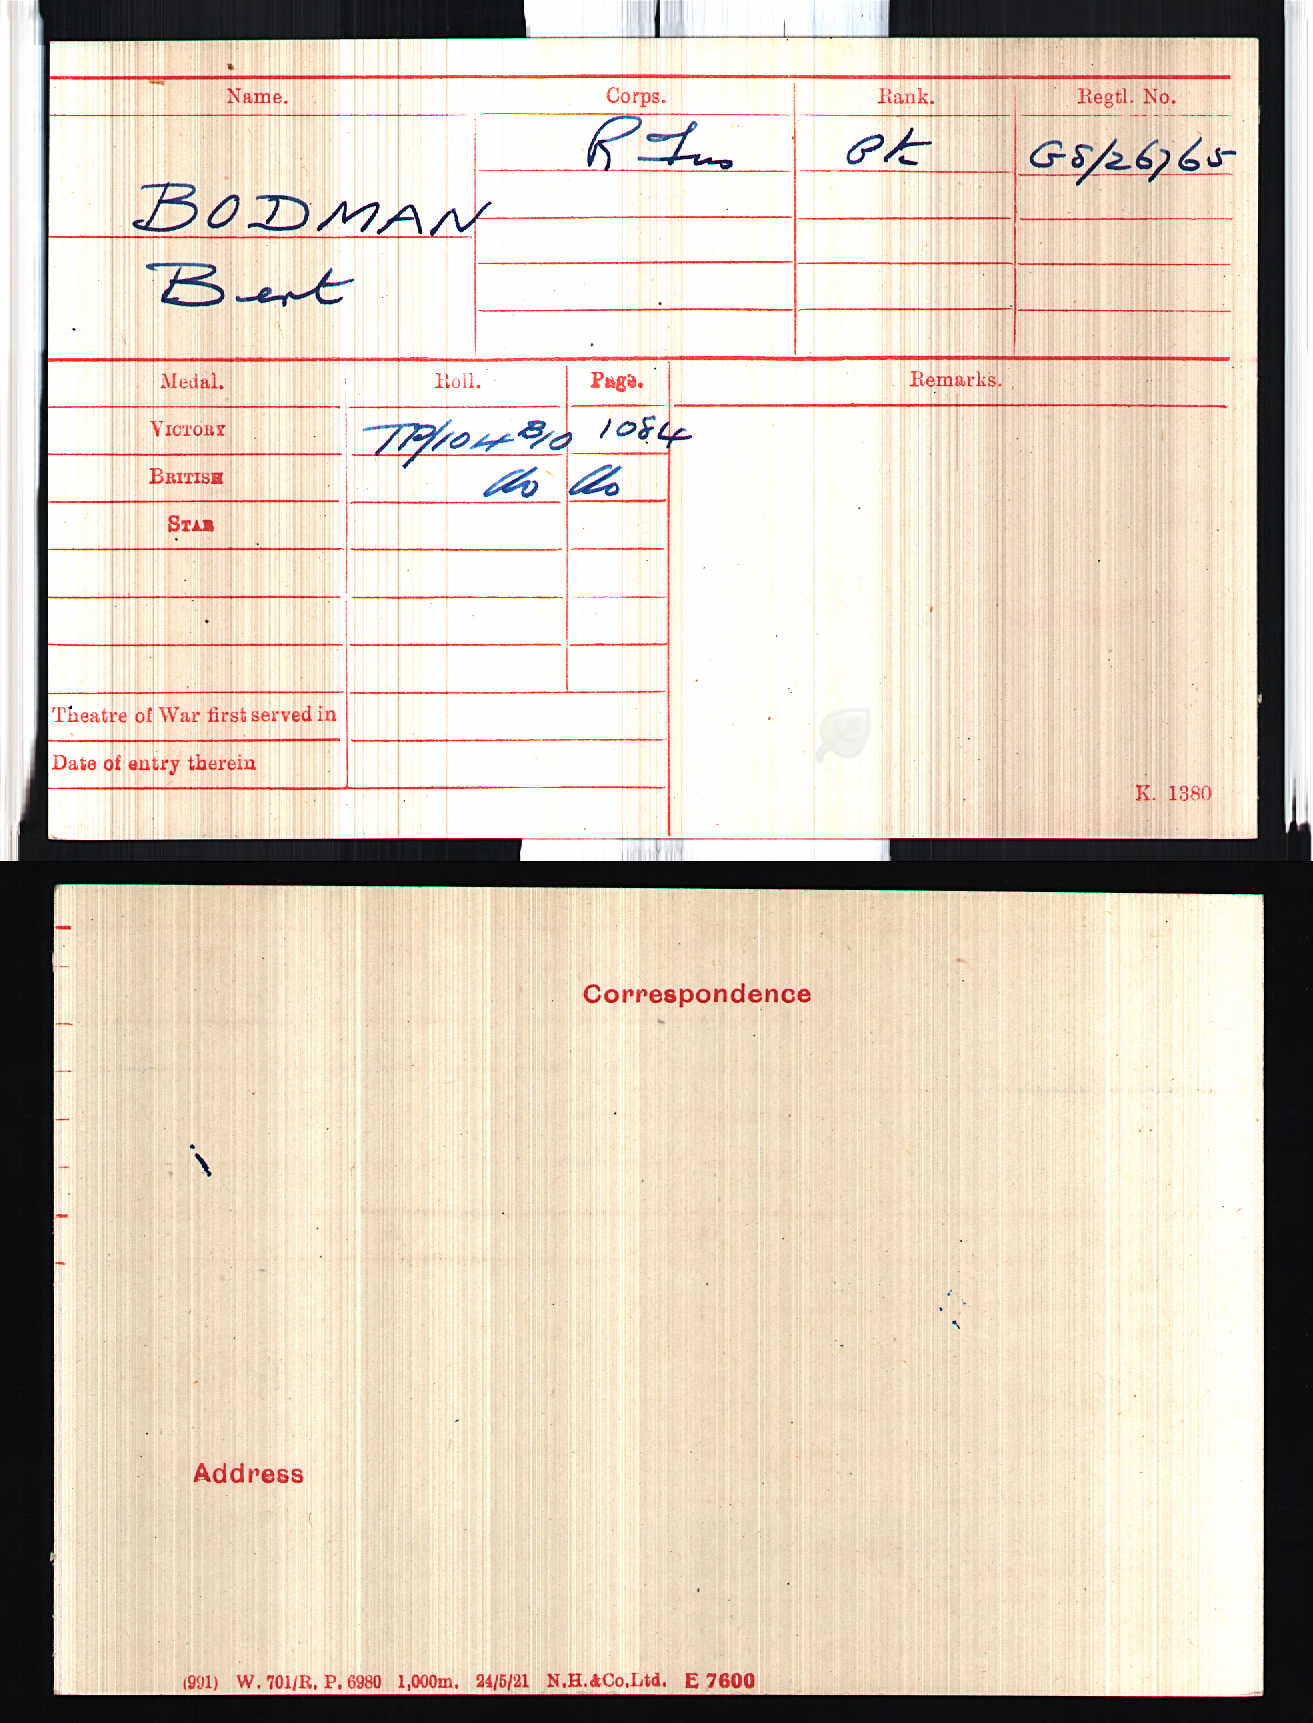 Name. Corps. Rank. Regtl. No.
R Fus Pte GS/26765
BODMAN
Bert
Medal. Roll. Page. Remarks.
VICTORY TP/104 B10 1084
BRITISH do do
STAR
Theatre of War first served in
Date of entry therein
K. 1380
Correspondence
Address
(991) W. 701/R. P. 6980 1,000m. 24/5/21 N.H.&Co.Ltd. E 7600